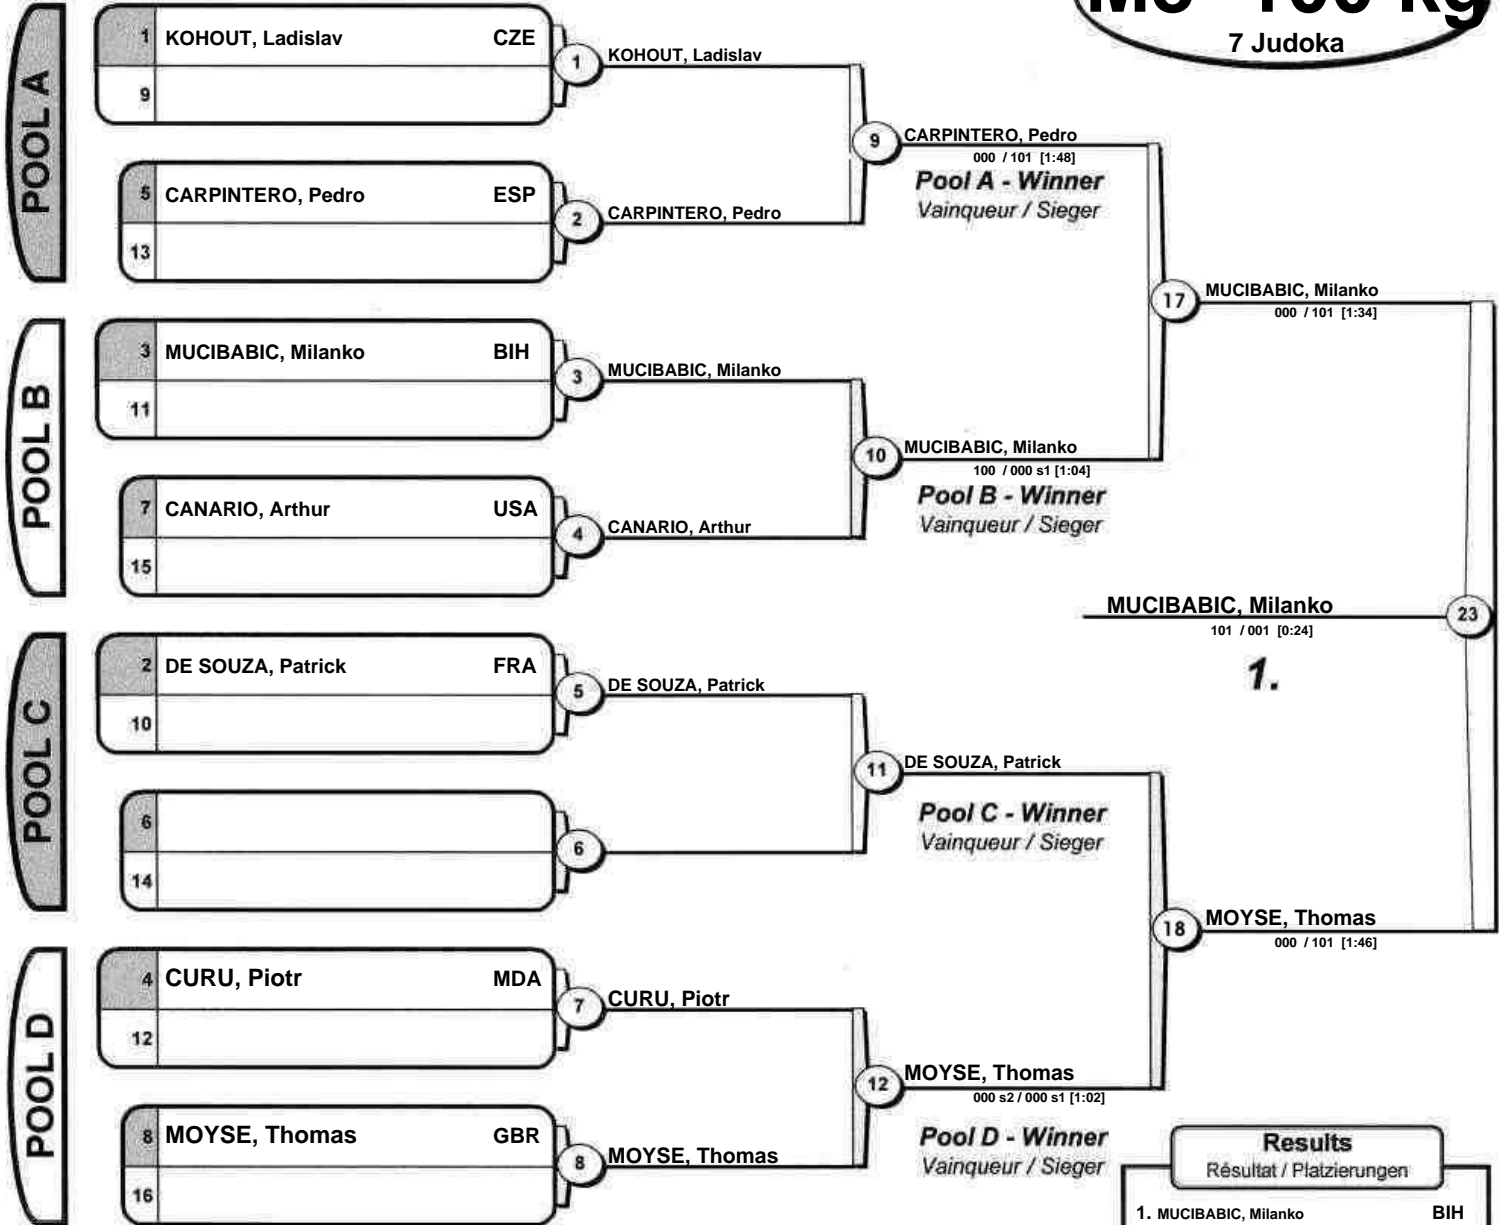 M5 -100 kg
7 Judoka
POOL A
1 KOHOUT, Ladislav CZE
9
1 KOHOUT, Ladislav
5 CARPINTERO, Pedro ESP
13
2 CARPINTERO, Pedro
9 CARPINTERO, Pedro
000 / 101 [1:48]
Pool A - Winner
Vainqueur / Sieger
POOL B
3 MUCIBABIC, Milanko BIH
11
3 MUCIBABIC, Milanko
7 CANARIO, Arthur USA
15
4 CANARIO, Arthur
10 MUCIBABIC, Milanko
100 / 000 s1 [1:04]
Pool B - Winner
Vainqueur / Sieger
17 MUCIBABIC, Milanko
000 / 101 [1:34]
MUCIBABIC, Milanko 23
101 / 001 [0:24]
1.
POOL C
2 DE SOUZA, Patrick FRA
10
5 DE SOUZA, Patrick
6
14
6
11 DE SOUZA, Patrick
Pool C - Winner
Vainqueur / Sieger
POOL D
4 CURU, Piotr MDA
12
7 CURU, Piotr
8 MOYSE, Thomas GBR
16
8 MOYSE, Thomas
12 MOYSE, Thomas
000 s2 / 000 s1 [1:02]
Pool D - Winner
Vainqueur / Sieger
18 MOYSE, Thomas
000 / 101 [1:46]
Results
Résultat / Platzierungen
1. MUCIBABIC, Milanko BIH